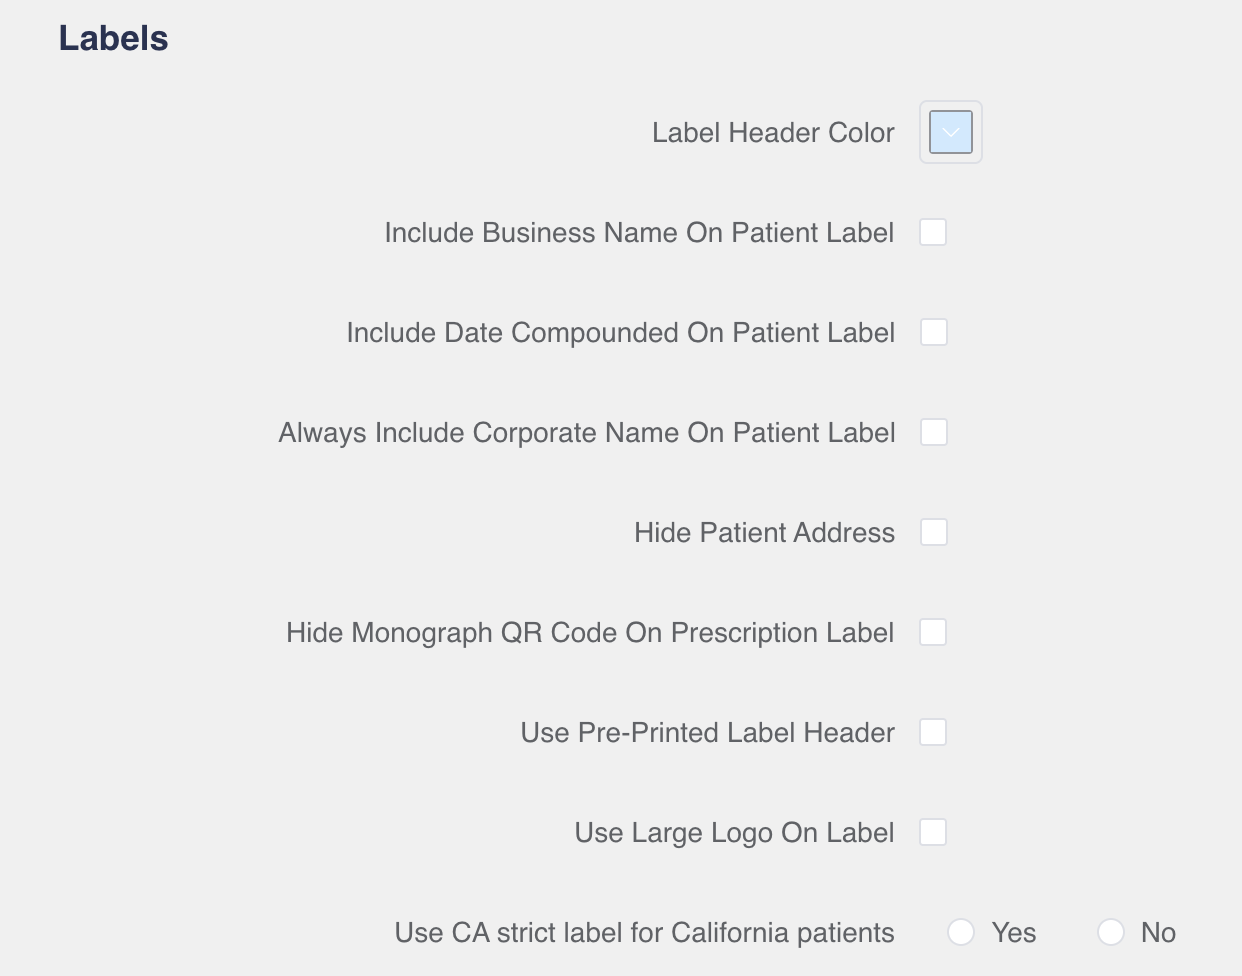 Labels
Label Header Color
Include Business Name On Patient Label
Include Date Compounded On Patient Label
Always Include Corporate Name On Patient Label
Hide Patient Address
Hide Monograph QR Code On Prescription Label
Use Pre-Printed Label Header
Use Large Logo On Label
Use CA strict label for California patients Yes No